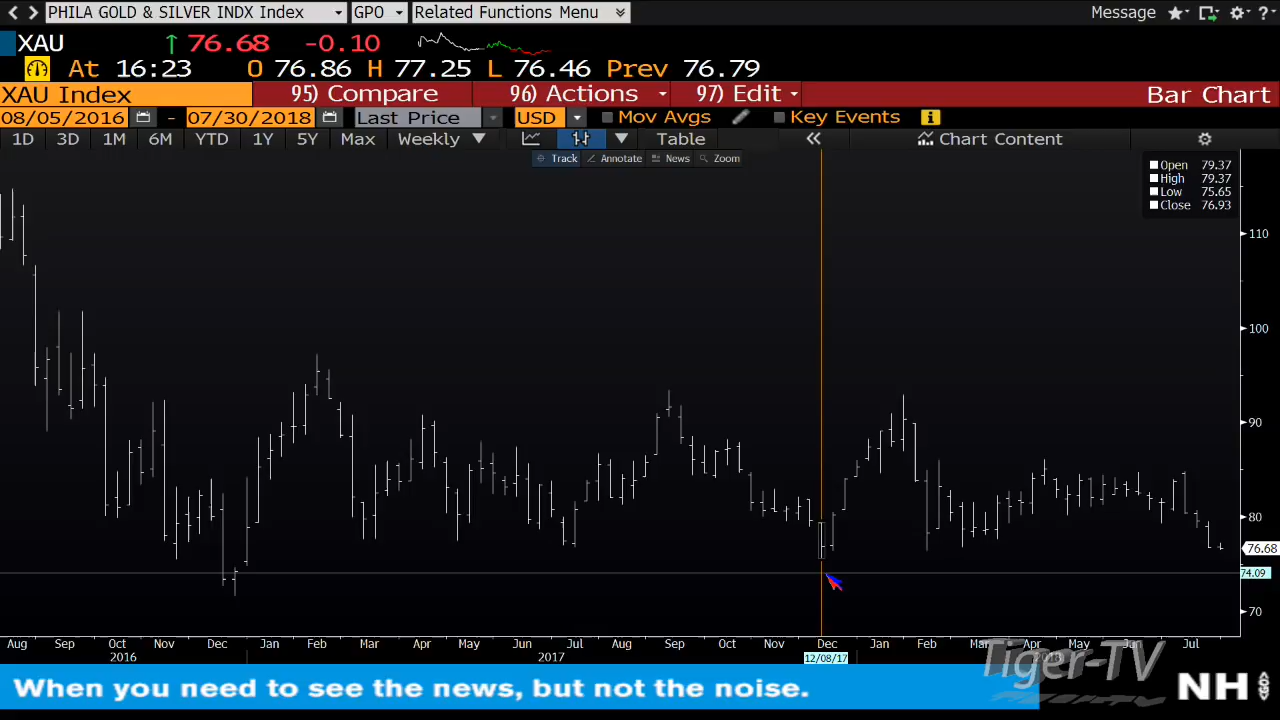 PHILA GOLD & SILVER INDX Index GPO Related Functions Menu Message ?
XAU ↑ 76.68 -0.10
At 16:23 O 76.86 H 77.25 L 76.46 Prev 76.79
XAU Index 95) Compare 96) Actions 97) Edit Bar Chart
08/05/2016 - 07/30/2018 Last Price USD Mov Avgs Key Events i
1D 3D 1M 6M YTD 1Y 5Y Max Weekly Table Chart Content
Track Annotate News Zoom
Open 79.37
High 79.37
Low 75.65
Close 76.93
110
100
90
80
76.68
74.09
70
Aug Sep Oct Nov Dec Jan Feb Mar Apr May Jun Jul Aug Sep Oct Nov Dec Jan Feb Mar Apr May Jun Jul
2016 2017 12/08/17 2018
Tiger-TV
When you need to see the news, but not the noise.
NH